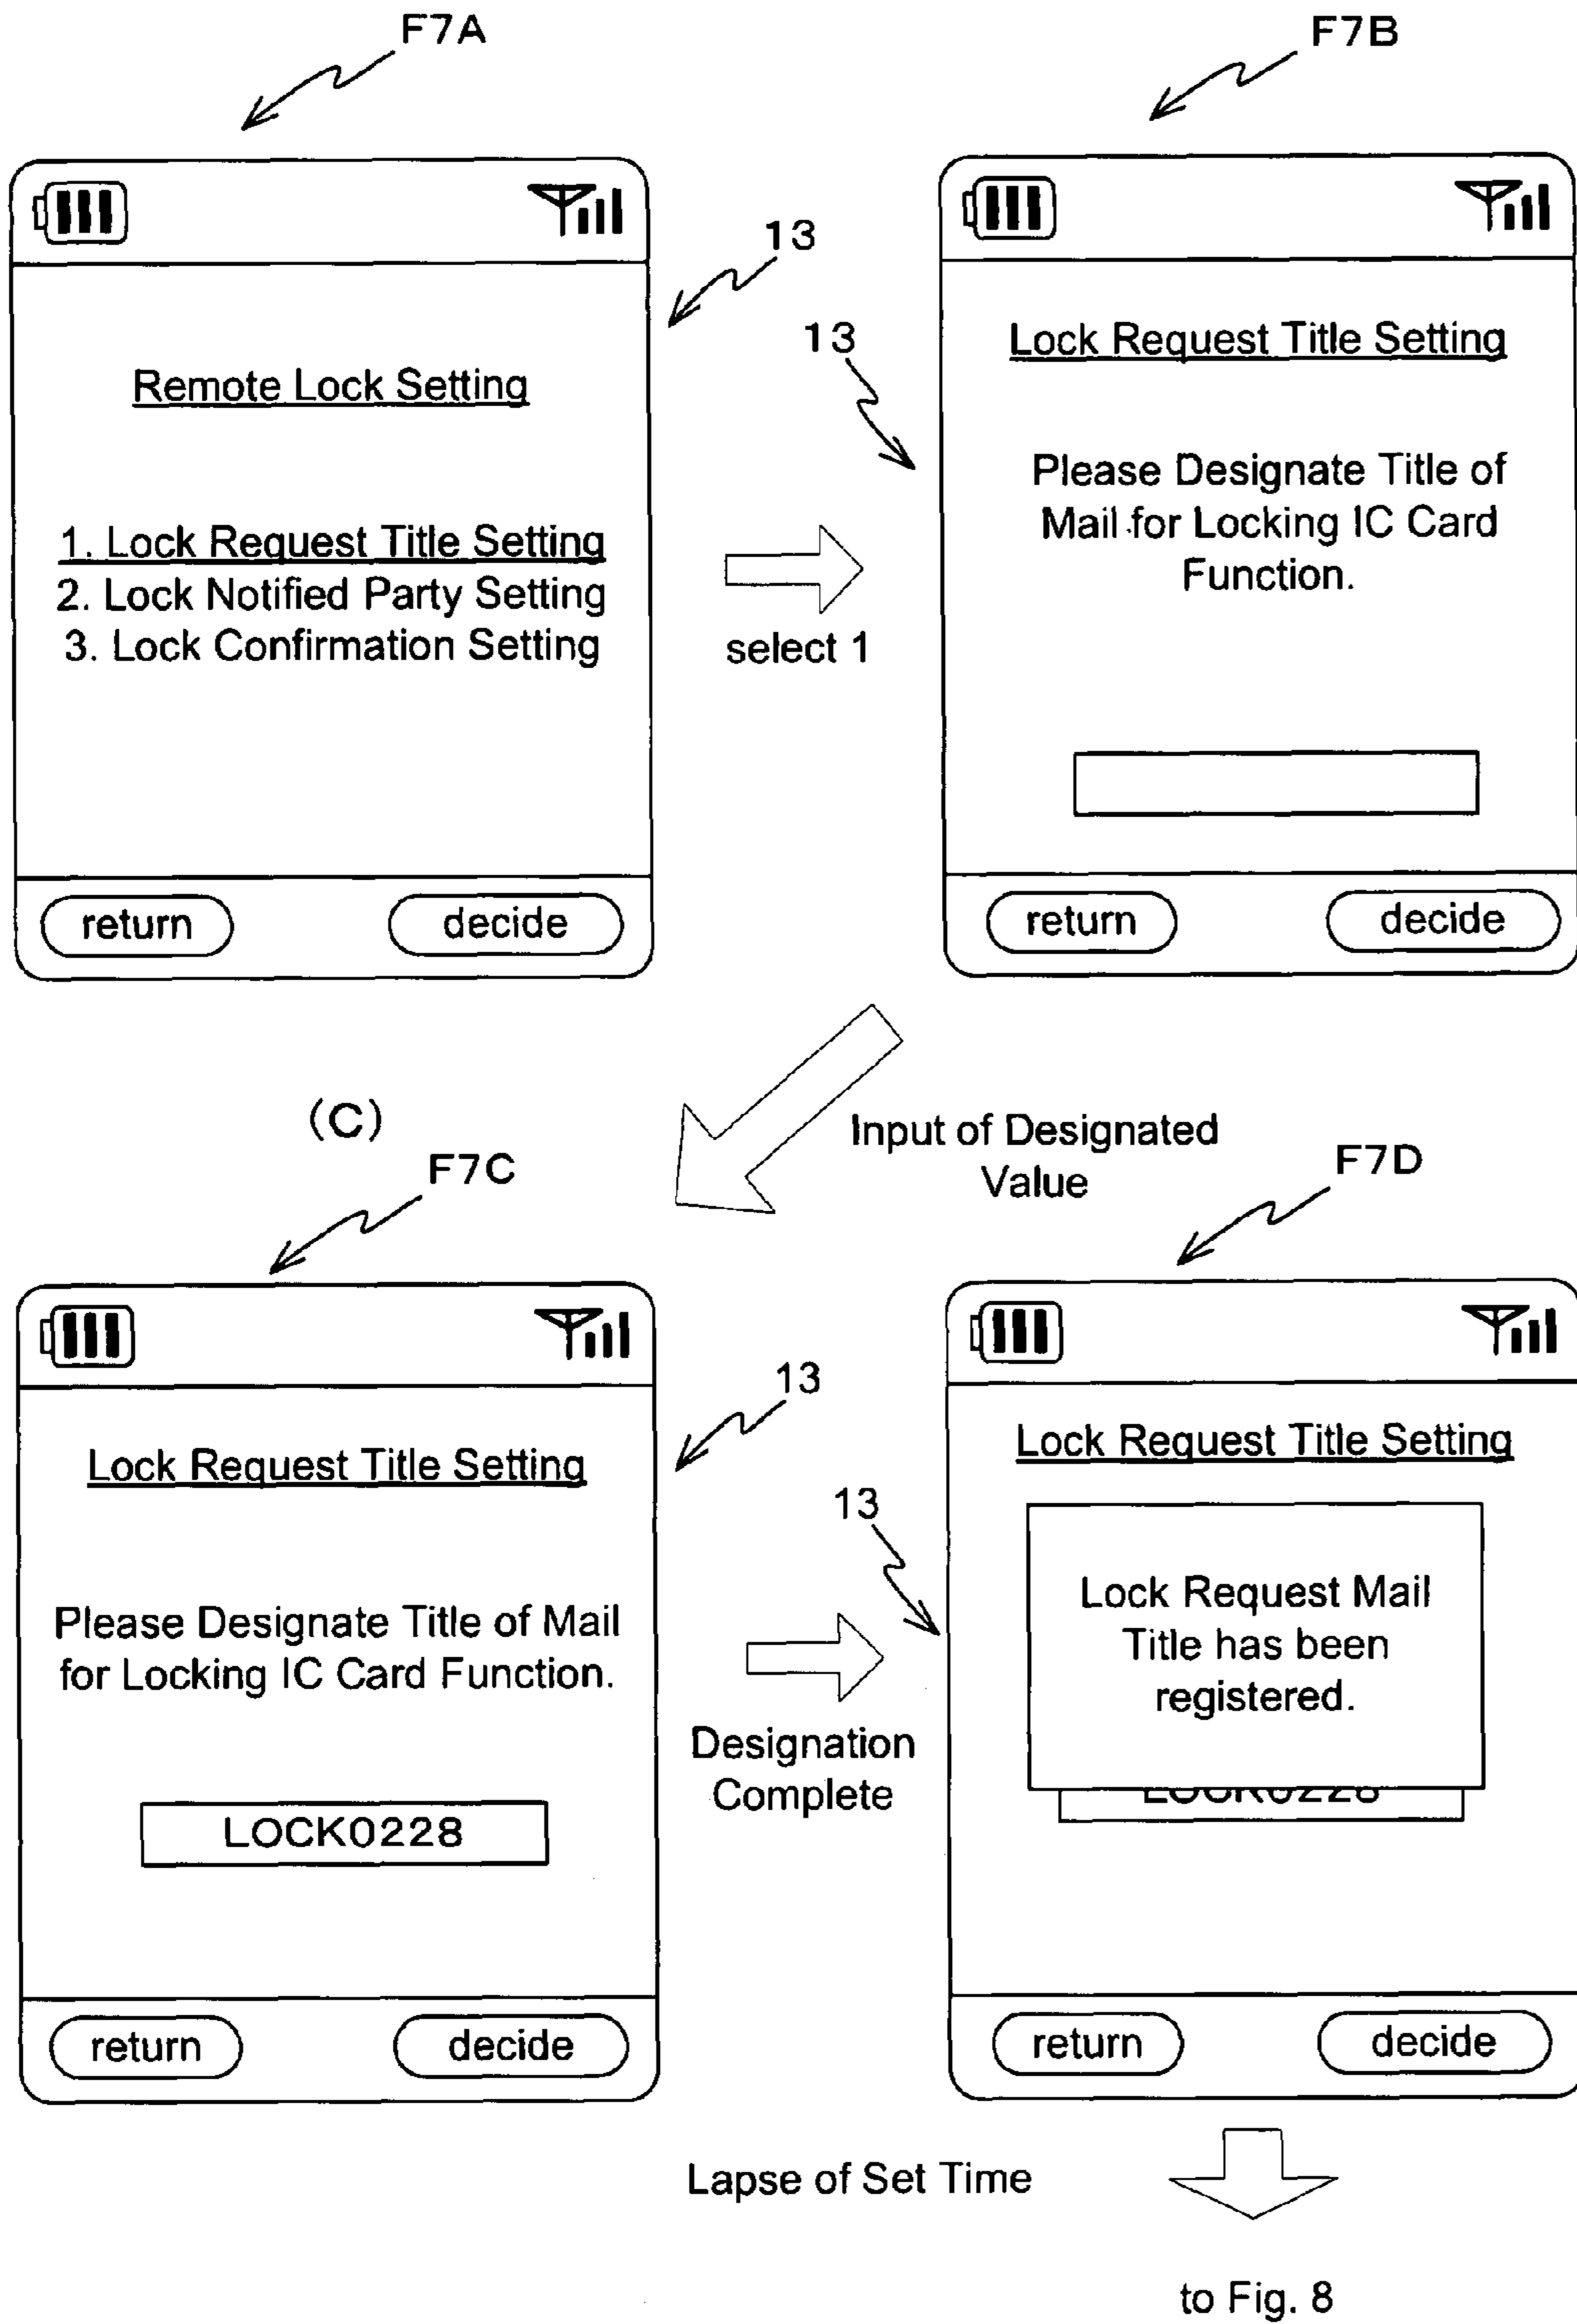 F7A
F7B
13
Remote Lock Setting
1. Lock Request Title Setting
2. Lock Notified Party Setting
3. Lock Confirmation Setting
return
decide
select 1
13
Lock Request Title Setting
Please Designate Title of
Mail for Locking IC Card
Function.
return
decide
Input of Designated
Value
(C)
F7C
F7D
13
Lock Request Title Setting
Please Designate Title of Mail
for Locking IC Card Function.
LOCK0228
return
decide
Designation
Complete
13
Lock Request Title Setting
Lock Request Mail
Title has been
registered.
LOCK0228
return
decide
Lapse of Set Time
to Fig. 8